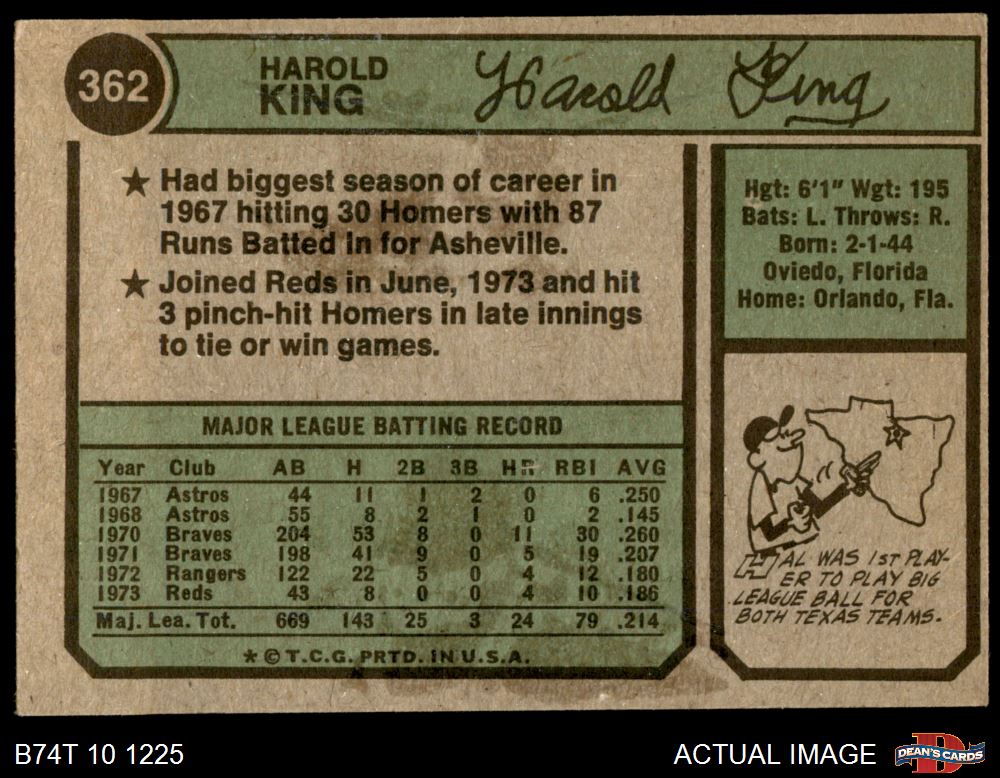 362
HAROLD
KING
Harold King
★ Had biggest season of career in
1967 hitting 30 Homers with 87
Runs Batted In for Asheville.
★ Joined Reds in June, 1973 and hit
3 pinch-hit Homers in late innings
to tie or win games.
Hgt: 6'1" Wgt: 195
Bats: L. Throws: R.
Born: 2-1-44
Oviedo, Florida
Home: Orlando, Fla.
MAJOR LEAGUE BATTING RECORD
Year Club AB H 2B 3B HR RBI AVG
1967 Astros 44 11 1 2 0 6 .250
1968 Astros 55 8 2 1 0 2 .145
1970 Braves 204 53 8 0 11 30 .260
1971 Braves 198 41 9 0 5 19 .207
1972 Rangers 122 22 5 0 4 12 .180
1973 Reds 43 8 0 0 4 10 .186
Maj. Lea. Tot. 669 143 25 3 24 79 .214
* © T.C.G. PRTD. IN U.S.A.
HAL WAS 1ST PLAY-
ER TO PLAY BIG
LEAGUE BALL FOR
BOTH TEXAS TEAMS.
B74T 10 1225
ACTUAL IMAGE
DEAN'S CARDS